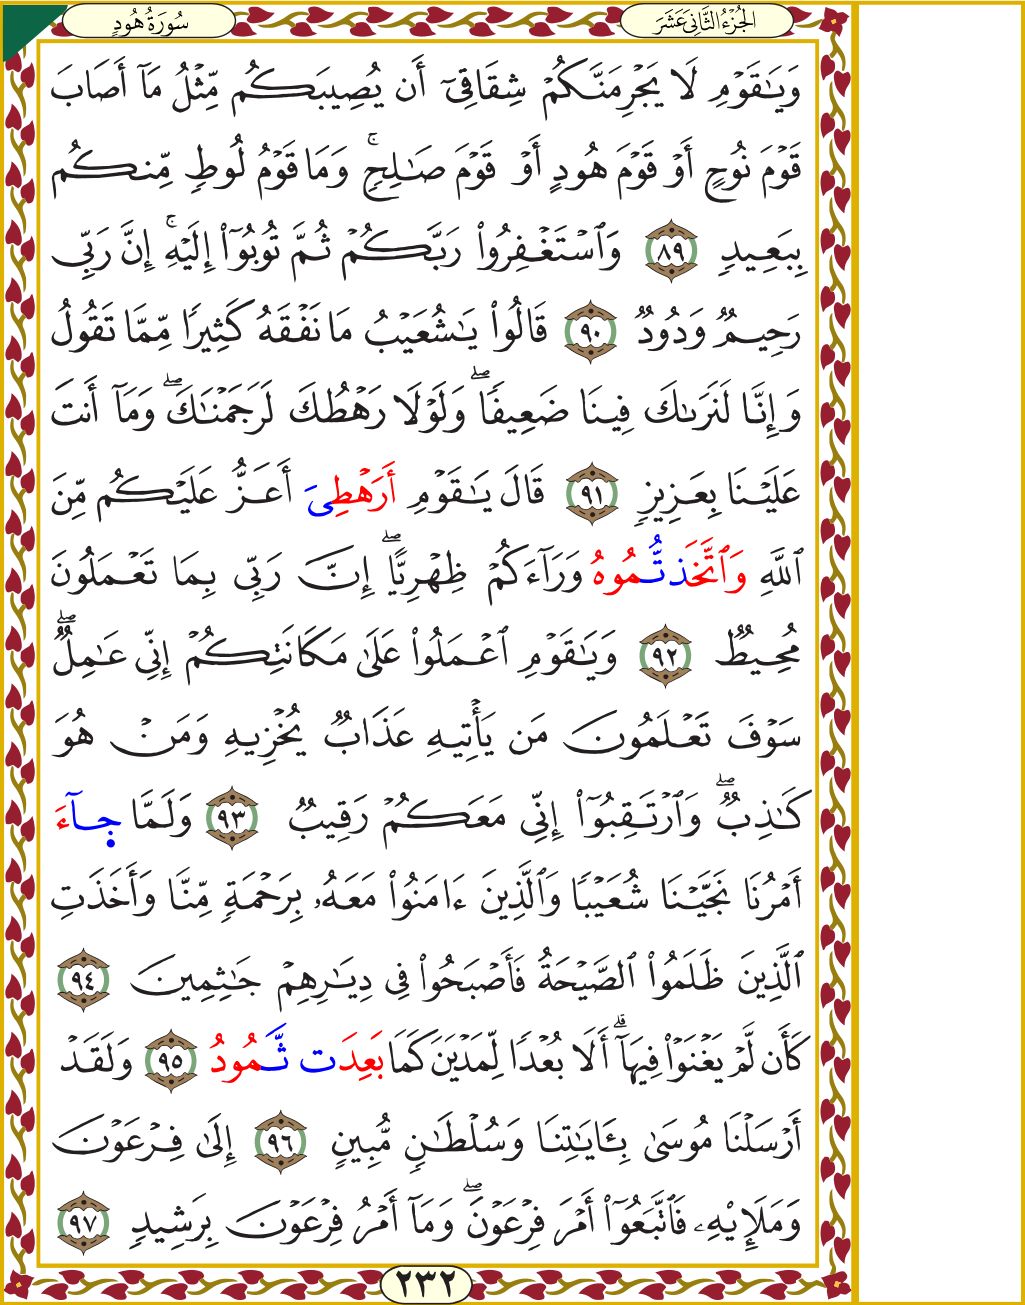 سُورَةُ هُودٍ
الجُزْءُ الثَّانِى عَشَرَ
وَيَٰقَوْمِ لَا يَجْرِمَنَّكُمْ شِقَاقِىٓ أَن يُصِيبَكُم مِّثْلُ مَآ أَصَابَ
قَوْمَ نُوحٍ أَوْ قَوْمَ هُودٍ أَوْ قَوْمَ صَٰلِحٍۚ وَمَا قَوْمُ لُوطٍ مِّنكُم
بِبَعِيدٍ ٨٩ وَٱسْتَغْفِرُوا۟ رَبَّكُمْ ثُمَّ تُوبُوٓا۟ إِلَيْهِۚ إِنَّ رَبِّى
رَحِيمٌ وَدُودٌ ٩٠ قَالُوا۟ يَٰشُعَيْبُ مَا نَفْقَهُ كَثِيرًا مِّمَّا تَقُولُ
وَإِنَّا لَنَرَىٰكَ فِينَا ضَعِيفًاۖ وَلَوْلَا رَهْطُكَ لَرَجَمْنَٰكَۖ وَمَآ أَنتَ
عَلَيْنَا بِعَزِيزٍ ٩١ قَالَ يَٰقَوْمِ أَرَهْطِىَ أَعَزُّ عَلَيْكُم مِّنَ
ٱللَّهِ وَٱتَّخَذتُّمُوهُ وَرَآءَكُمْ ظِهْرِيًّاۖ إِنَّ رَبِّى بِمَا تَعْمَلُونَ
مُحِيطٌ ٩٢ وَيَٰقَوْمِ ٱعْمَلُوا۟ عَلَىٰ مَكَانَتِكُمْ إِنِّى عَٰمِلٌۖ
سَوْفَ تَعْلَمُونَ مَن يَأْتِيهِ عَذَابٌ يُخْزِيهِ وَمَنْ هُوَ
كَٰذِبٌۖ وَٱرْتَقِبُوٓا۟ إِنِّى مَعَكُمْ رَقِيبٌ ٩٣ وَلَمَّا جَآءَ
أَمْرُنَا نَجَّيْنَا شُعَيْبًا وَٱلَّذِينَ ءَامَنُوا۟ مَعَهُۥ بِرَحْمَةٍ مِّنَّا وَأَخَذَتِ
ٱلَّذِينَ ظَلَمُوا۟ ٱلصَّيْحَةُ فَأَصْبَحُوا۟ فِى دِيَٰرِهِمْ جَٰثِمِينَ ٩٤
كَأَن لَّمْ يَغْنَوْا۟ فِيهَآۗ أَلَا بُعْدًا لِّمَدْيَنَ كَمَا بَعِدَت ثَّمُودُ ٩٥ وَلَقَدْ
أَرْسَلْنَا مُوسَىٰ بِـَٔايَٰتِنَا وَسُلْطَٰنٍ مُّبِينٍ ٩٦ إِلَىٰ فِرْعَوْنَ
وَمَلَإِي۟هِۦ فَٱتَّبَعُوٓا۟ أَمْرَ فِرْعَوْنَۖ وَمَآ أَمْرُ فِرْعَوْنَ بِرَشِيدٍ ٩٧
٢٣٢